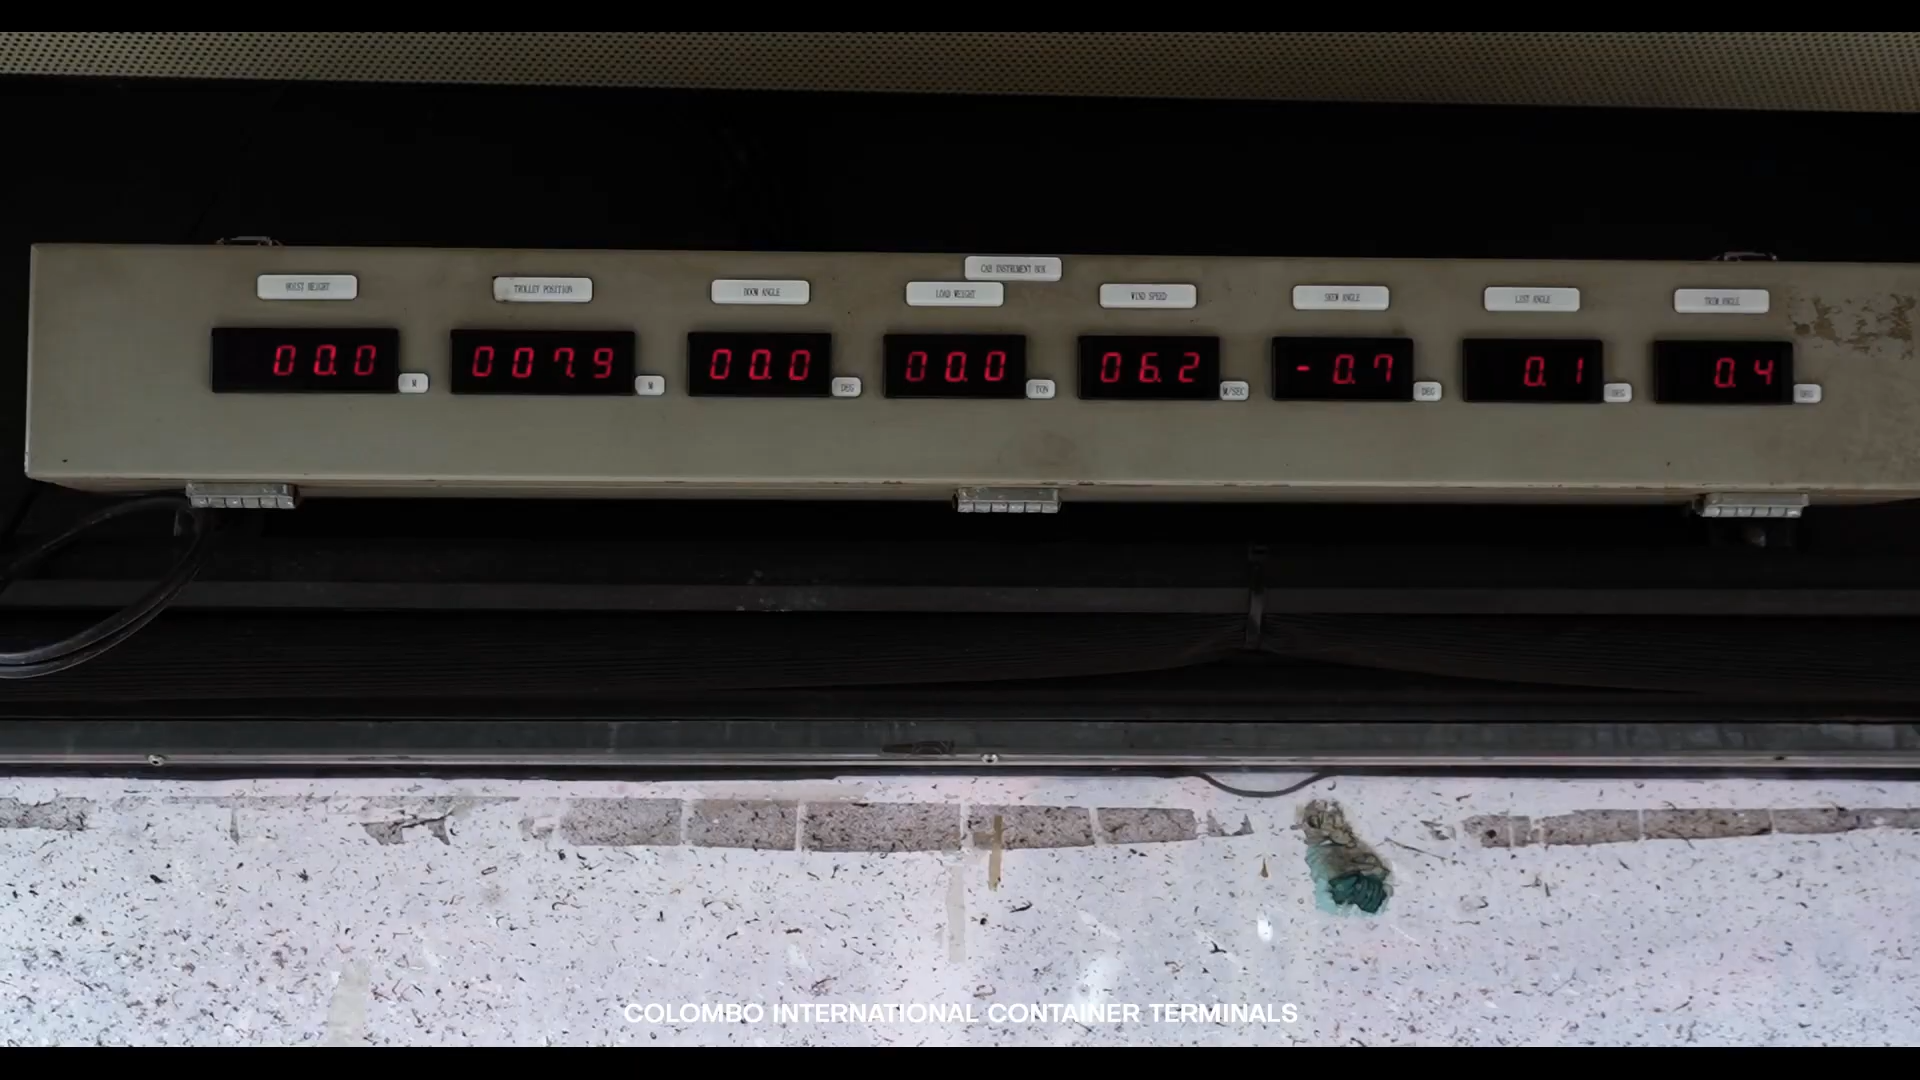 CAB INSTRUMENT BOX
HOIST HEIGHT
TROLLEY POSITION
BOOM ANGLE
LOAD WEIGHT
WIND SPEED
SKEW ANGLE
LIST ANGLE
TRIM ANGLE
00.0 M
007.9 M
00.0 DEG
00.0 TON
06.2 M/SEC
-0.7 DEG
0.1 DEG
0.4 DEG
COLOMBO INTERNATIONAL CONTAINER TERMINALS